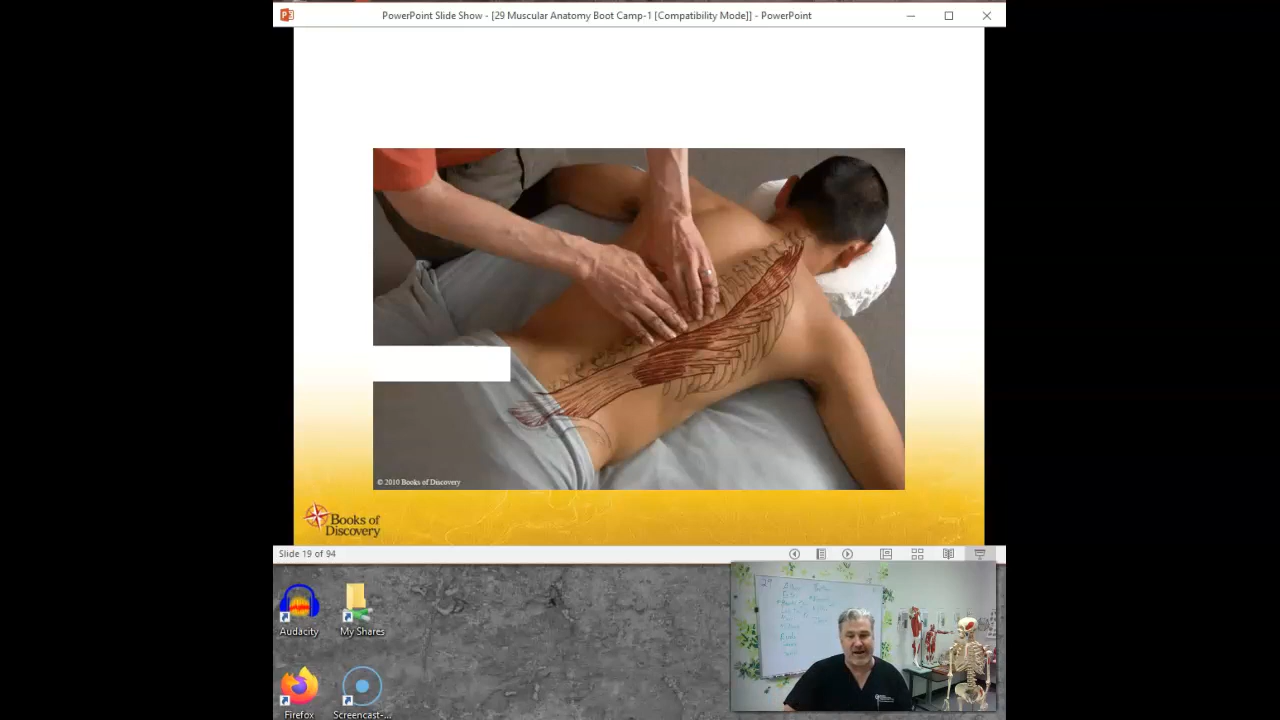 PowerPoint Slide Show - [29 Muscular Anatomy Boot Camp-1 [Compatibility Mode]] - PowerPoint
© 2010 Books of Discovery
Books of
Discovery
Slide 19 of 94
Audacity
My Shares
Firefox
Screencast-...